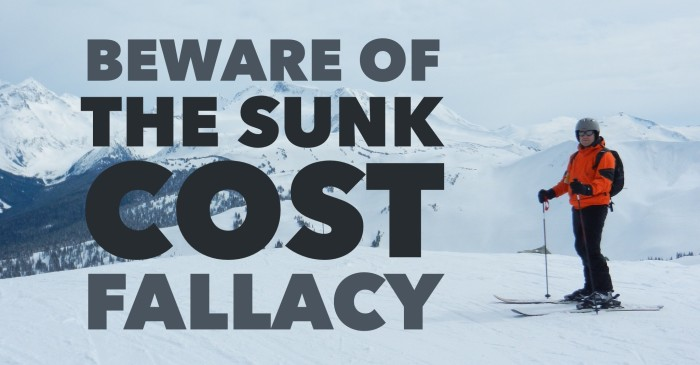 BEWARE OF
THE SUNK
COST
FALLACY